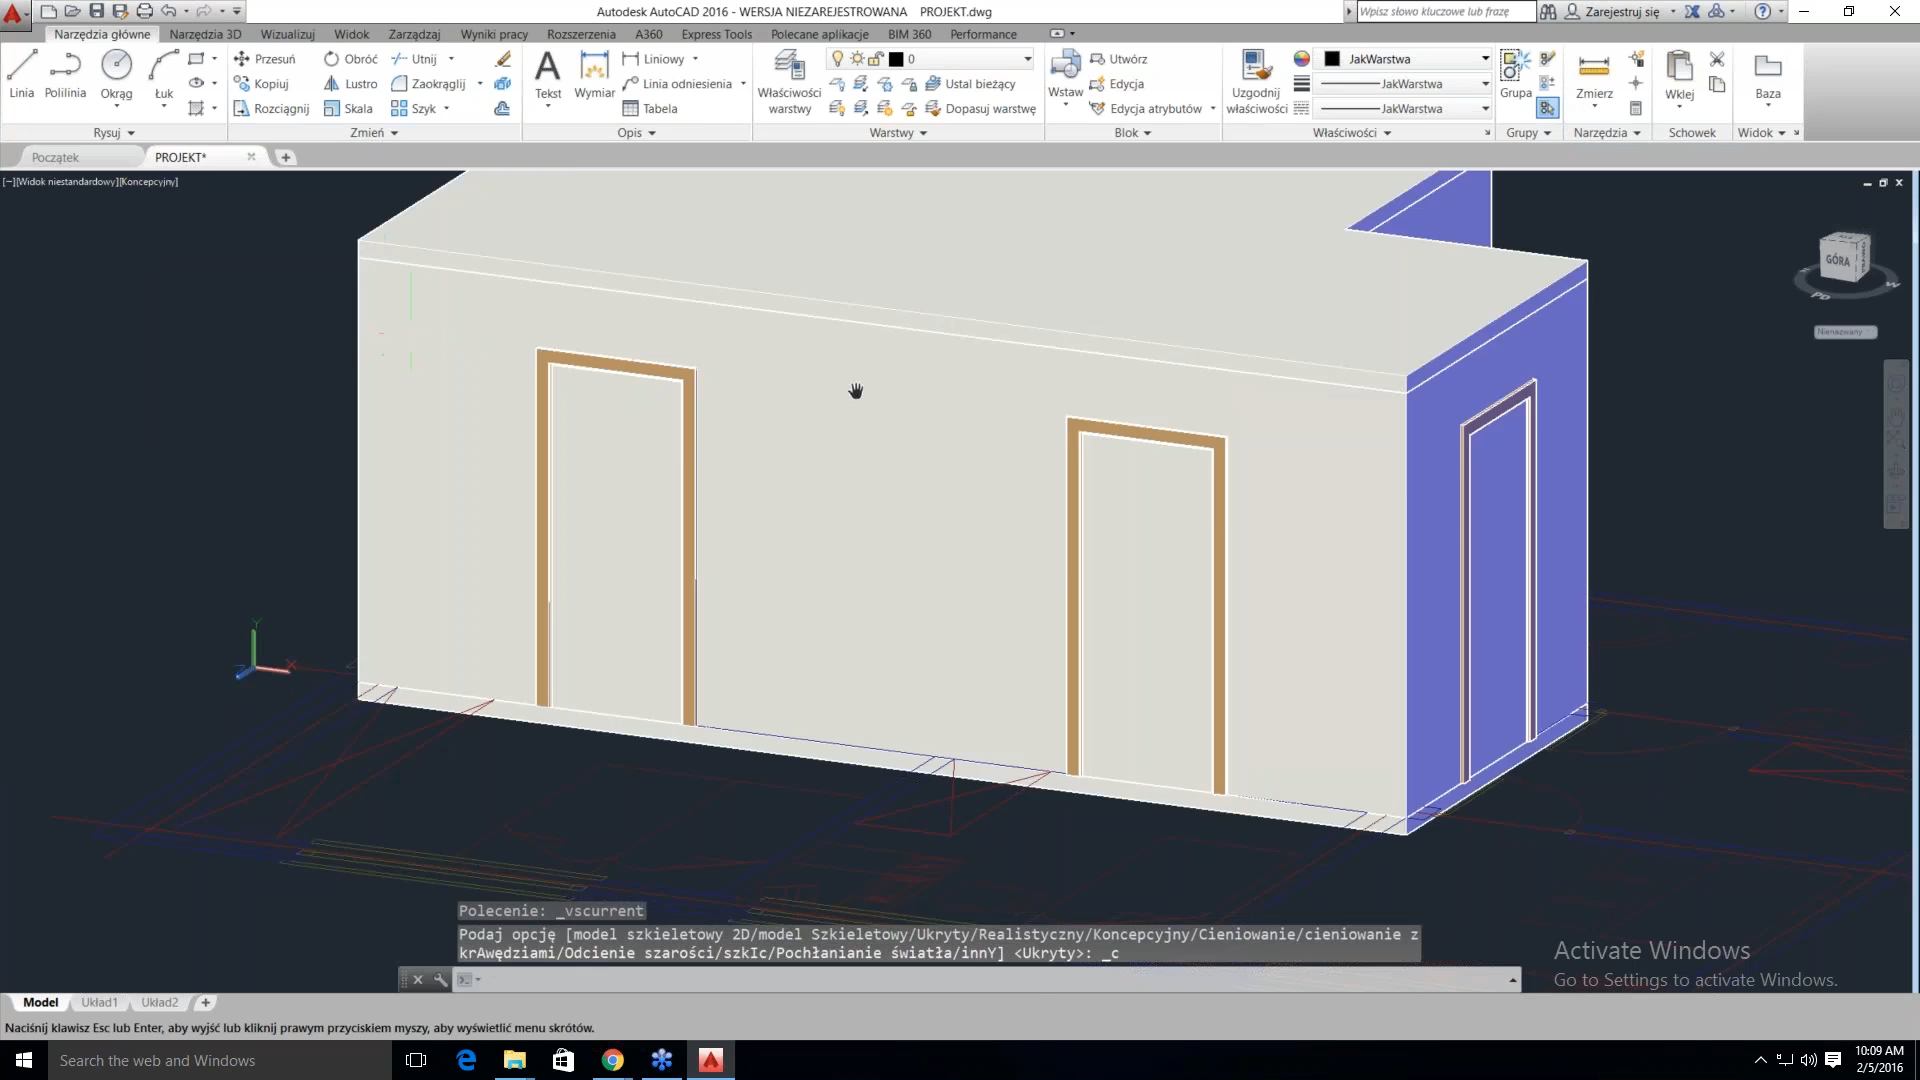 Autodesk AutoCAD 2016 - WERSJA NIEZAREJESTROWANA PROJEKT.dwg
Wpisz słowo kluczowe lub frazę
Zarejestruj się
Narzędzia główne Narzędzia 3D Wizualizuj Widok Zarządzaj Wyniki pracy Rozszerzenia A360 Express Tools Polecane aplikacje BIM 360 Performance
Linia Polilinia Okrąg Łuk
Przesuń Obróć Utnij
Kopiuj Lustro Zaokrąglij
Rozciągnij Skala Szyk
Tekst Wymiar
Liniowy
Linia odniesienia
Tabela
Właściwości warstwy
0
Ustal bieżący
Dopasuj warstwę
Wstaw
Utwórz
Edycja
Edycja atrybutów
Uzgodnij właściwości
JakWarstwa
JakWarstwa
JakWarstwa
Grupa
Zmierz
Wklej
Baza
Rysuj Zmień Opis Warstwy Blok Właściwości Grupy Narzędzia Schowek Widok
Początek PROJEKT*
[−][Widok niestandardowy][Koncepcyjny]
GÓRA
PD
W
Nienazwany
Y
X
Z
Polecenie: _vscurrent
Podaj opcję [model szkieletowy 2D/model Szkieletowy/Ukryty/Realistyczny/Koncepcyjny/Cieniowanie/cieniowanie z
krAwędziami/Odcienie szarości/szkIc/Pochłanianie światła/innY] <Ukryty>: _c
Activate Windows
Go to Settings to activate Windows.
Model Układ1 Układ2
Naciśnij klawisz Esc lub Enter, aby wyjść lub kliknij prawym przyciskiem myszy, aby wyświetlić menu skrótów.
Search the web and Windows
10:09 AM
2/5/2016